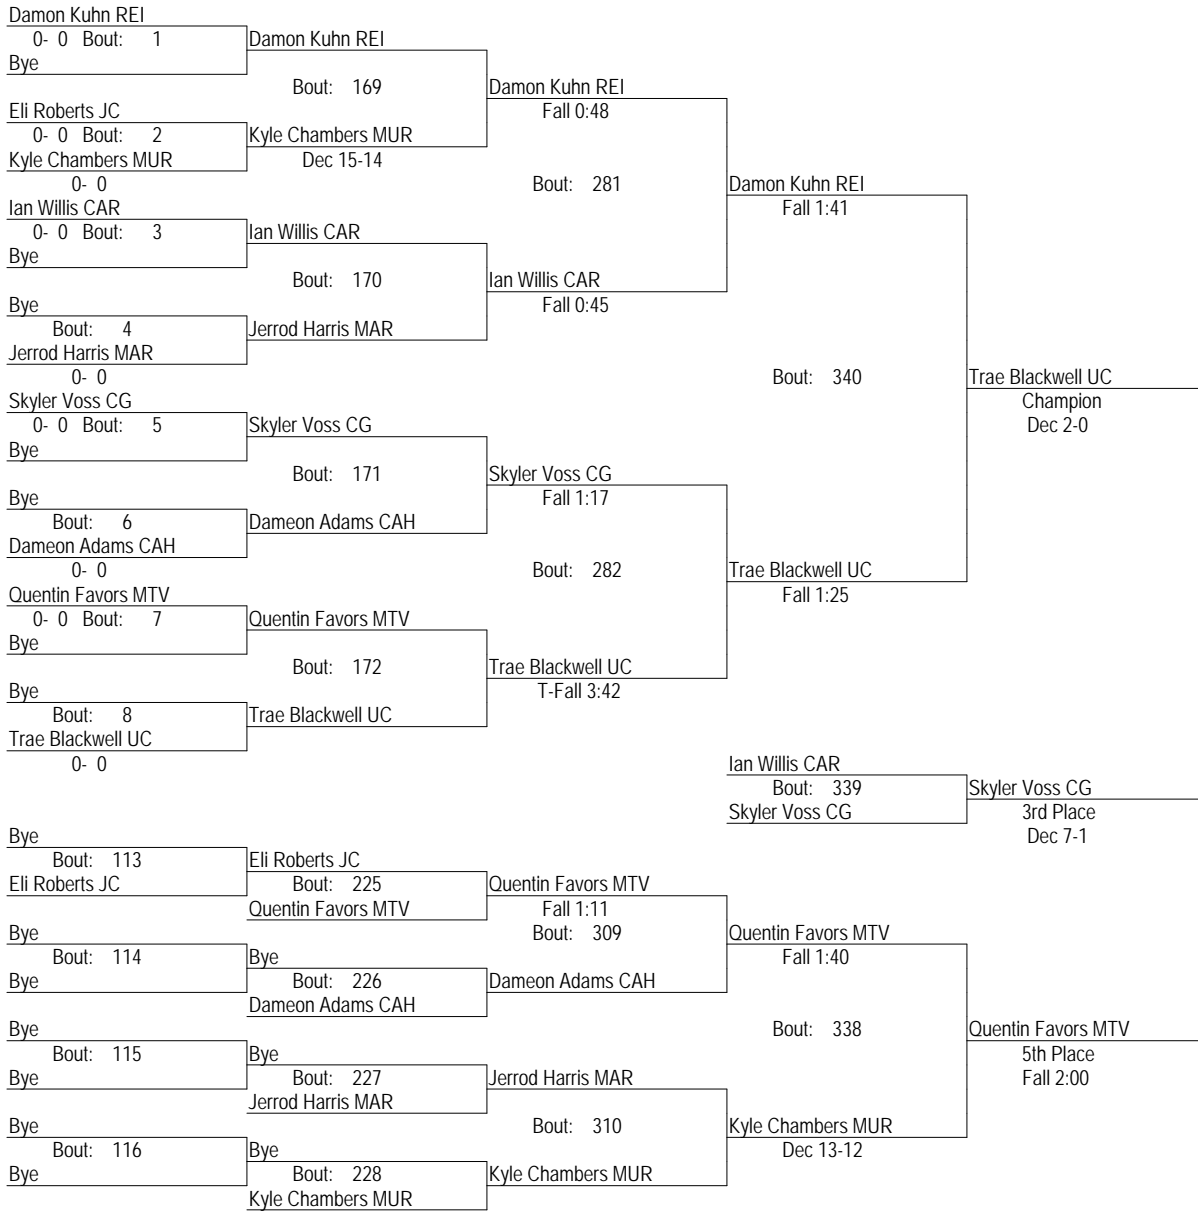 Damon Kuhn REI
0- 0 Bout: 1
Damon Kuhn REI
Bye
Bout: 169
Damon Kuhn REI
Eli Roberts JC
Fall 0:48
0- 0 Bout: 2
Kyle Chambers MUR
Kyle Chambers MUR
Dec 15-14
0- 0
Bout: 281
Damon Kuhn REI
Ian Willis CAR
Fall 1:41
0- 0 Bout: 3
Ian Willis CAR
Bye
Bout: 170
Ian Willis CAR
Bye
Fall 0:45
Bout: 4
Jerrod Harris MAR
Jerrod Harris MAR
0- 0
Bout: 340
Trae Blackwell UC
Skyler Voss CG
Champion
0- 0 Bout: 5
Skyler Voss CG
Dec 2-0
Bye
Bout: 171
Skyler Voss CG
Bye
Fall 1:17
Bout: 6
Dameon Adams CAH
Dameon Adams CAH
0- 0
Bout: 282
Trae Blackwell UC
Quentin Favors MTV
Fall 1:25
0- 0 Bout: 7
Quentin Favors MTV
Bye
Bout: 172
Trae Blackwell UC
Bye
T-Fall 3:42
Bout: 8
Trae Blackwell UC
Trae Blackwell UC
0- 0
Ian Willis CAR
Bout: 339
Skyler Voss CG
Skyler Voss CG
3rd Place
Dec 7-1
Bye
Bout: 113
Eli Roberts JC
Eli Roberts JC
Bout: 225
Quentin Favors MTV
Quentin Favors MTV
Fall 1:11
Bye
Bout: 309
Quentin Favors MTV
Bout: 114
Bye
Fall 1:40
Bye
Bout: 226
Dameon Adams CAH
Dameon Adams CAH
Bye
Bout: 338
Quentin Favors MTV
Bout: 115
Bye
5th Place
Bye
Bout: 227
Jerrod Harris MAR
Fall 2:00
Jerrod Harris MAR
Bye
Bout: 310
Kyle Chambers MUR
Bout: 116
Bye
Dec 13-12
Bye
Bout: 228
Kyle Chambers MUR
Kyle Chambers MUR